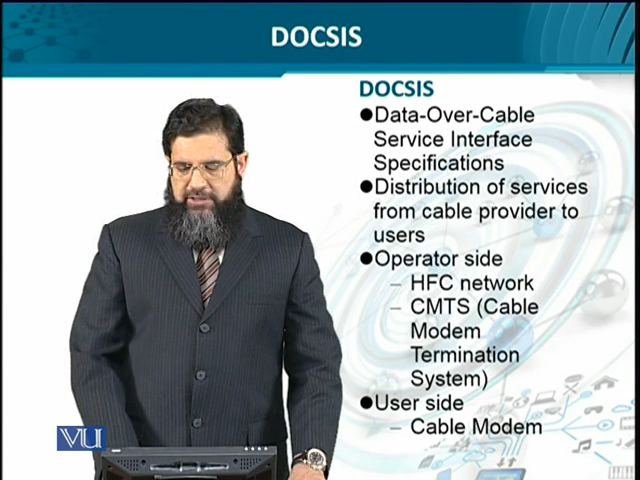 DOCSIS
DOCSIS
●Data-Over-Cable
Service Interface
Specifications
●Distribution of services
from cable provider to
users
●Operator side
– HFC network
– CMTS (Cable
Modem
Termination
System)
●User side
– Cable Modem
VU